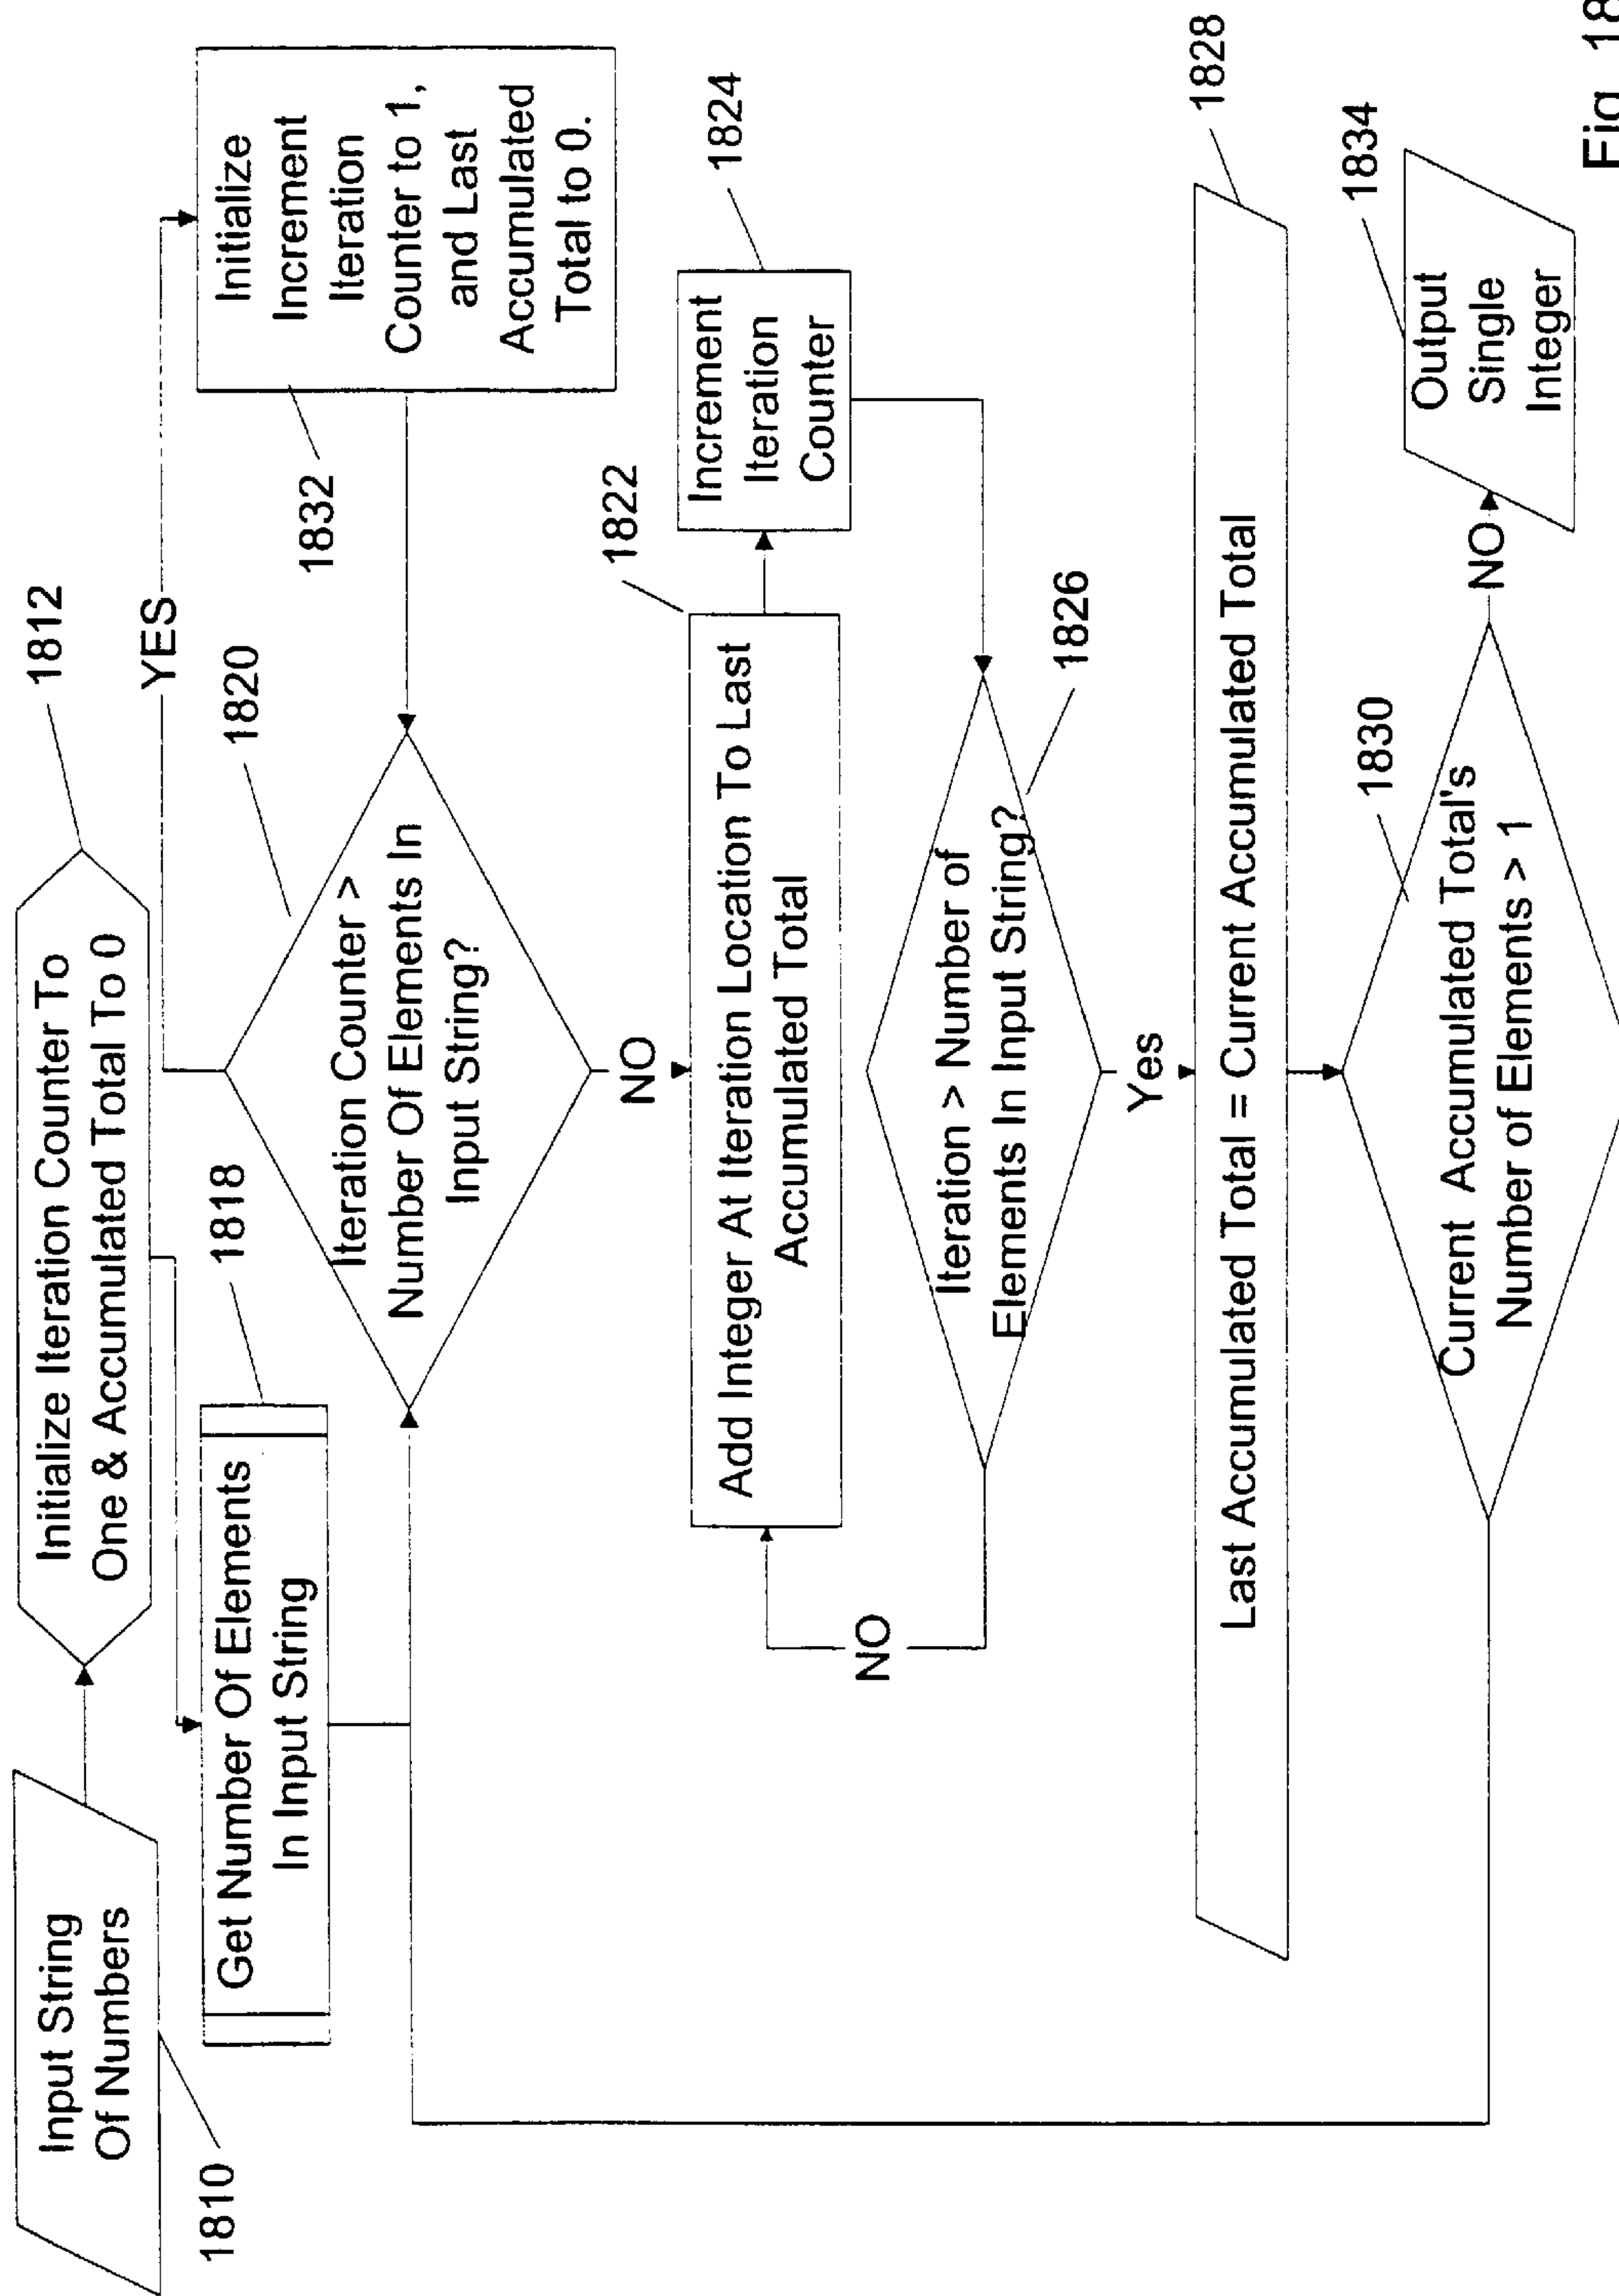 Input String
Of Numbers
1810
Initialize Iteration Counter To
One & Accumulated Total To 0
1812
Get Number Of Elements
In Input String
1818
Iteration Counter >
Number Of Elements In
Input String?
1820
YES
Initialize
Increment
Iteration
Counter to 1,
and Last
Accumulated
Total to 0.
1832
NO
Add Integer At Iteration Location To Last
Accumulated Total
1822
Increment
Iteration
Counter
1824
Iteration > Number of
Elements In Input String?
1826
NO
Yes
Last Accumulated Total = Current Accumulated Total
1828
Current Accumulated Total's
Number of Elements > 1
1830
NO
Output
Single
Integer
1834
Fig. 18